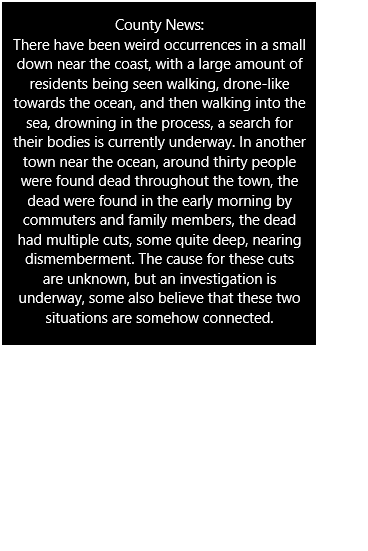 County News:
There have been weird occurrences in a small
down near the coast, with a large amount of
residents being seen walking, drone-like
towards the ocean, and then walking into the
sea, drowning in the process, a search for
their bodies is currently underway. In another
town near the ocean, around thirty people
were found dead throughout the town, the
dead were found in the early morning by
commuters and family members, the dead
had multiple cuts, some quite deep, nearing
dismemberment. The cause for these cuts
are unknown, but an investigation is
underway, some also believe that these two
situations are somehow connected.